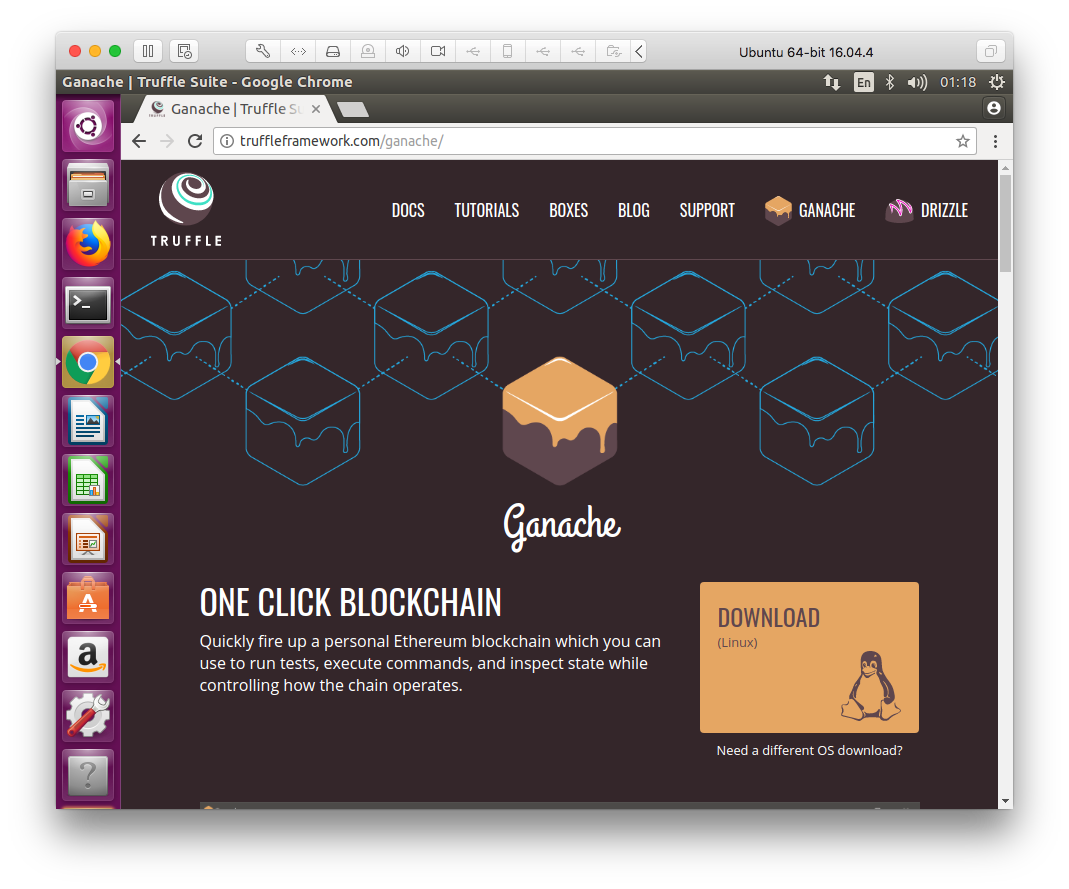 Ubuntu 64-bit 16.04.4
Ganache | Truffle Suite - Google Chrome
En
01:18
Ganache | Truffle Su
truffleframework.com/ganache/
TRUFFLE
DOCS
TUTORIALS
BOXES
BLOG
SUPPORT
GANACHE
DRIZZLE
Ganache
ONE CLICK BLOCKCHAIN
Quickly fire up a personal Ethereum blockchain which you can
use to run tests, execute commands, and inspect state while
controlling how the chain operates.
DOWNLOAD
(Linux)
Need a different OS download?